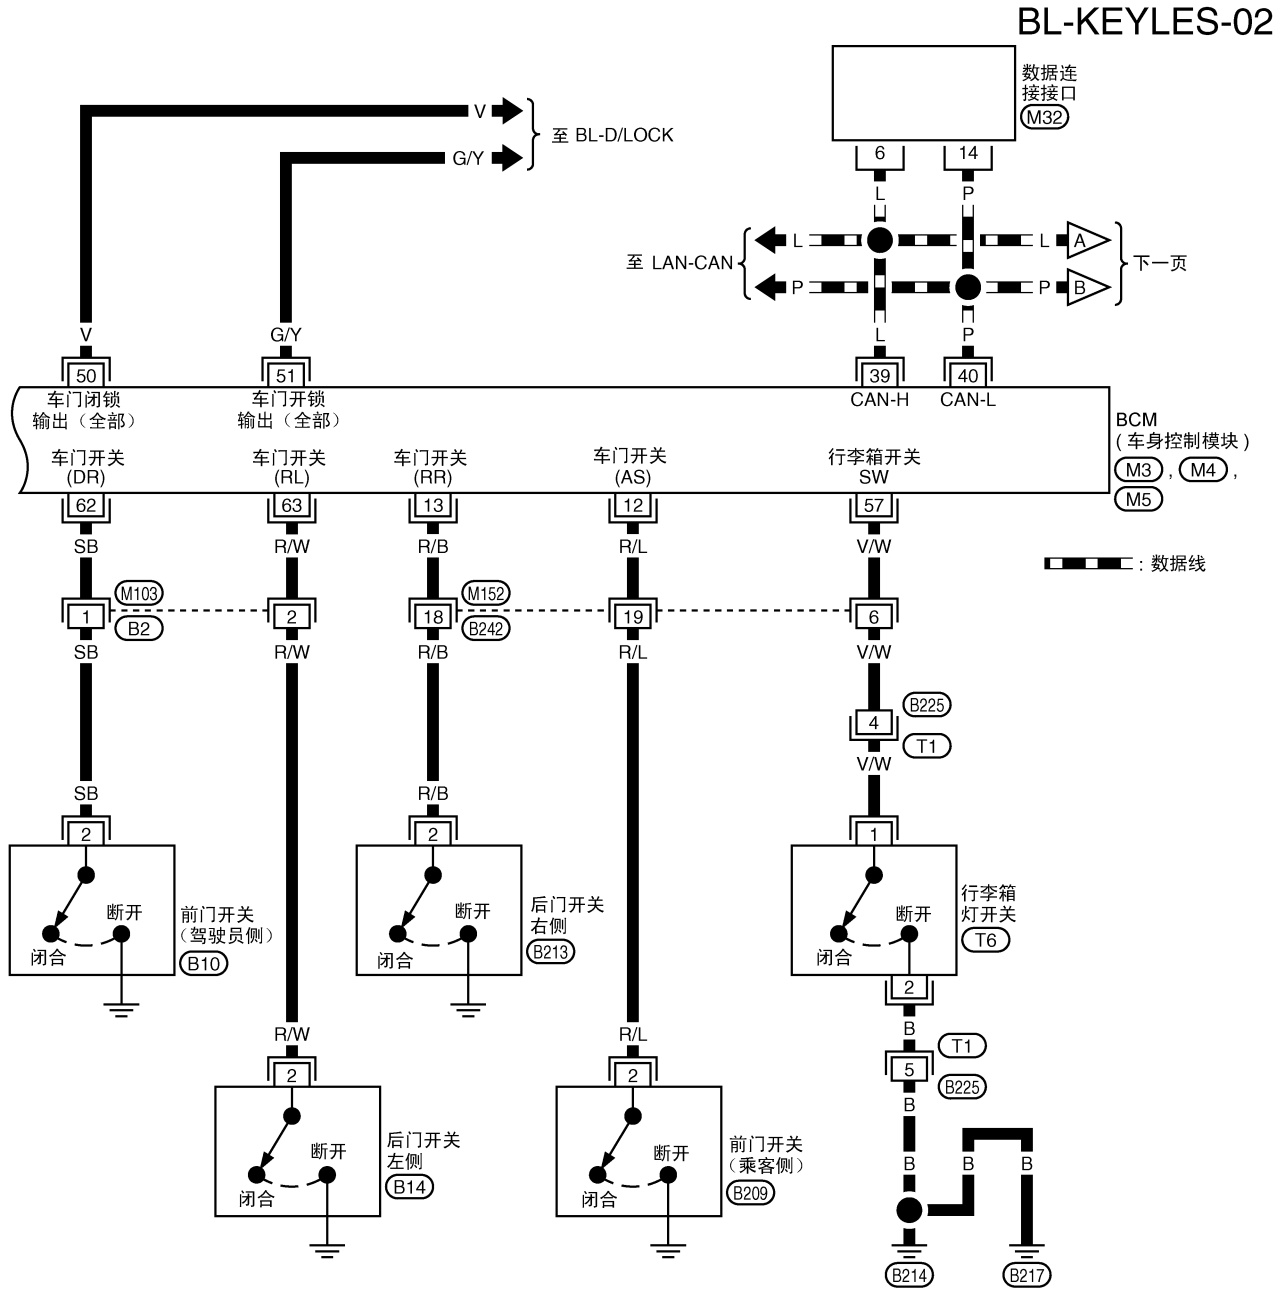 BL-KEYLES-02
数据连
接接口
M32
V
至 BL-D/LOCK
G/Y
6 14
L P
L L A
至 LAN-CAN 下一页
P P B
V G/Y L P
50 51 39 40
车门闭锁 车门开锁 CAN-H CAN-L
输出（全部） 输出（全部）
BCM
(车身控制模块)
M3 , M4 ,
M5
车门开关 车门开关 车门开关 车门开关 行李箱开关
(DR) (RL) (RR) (AS) SW
62 63 13 12 57
SB R/W R/B R/L V/W
: 数据线
M103 M152
1 2 18 19 6
B2 B242
SB R/W R/B R/L V/W
B225
4
T1
V/W
SB R/B
2 2 1
断开 断开 断开
闭合 闭合 闭合
前门开关
（驾驶员侧）
B10
后门开关
右侧
B213
行李箱
灯开关
T6
2
R/W R/L B
T1
2 2 5
B225
B
断开 断开
闭合 闭合
后门开关
左侧
B14
前门开关
（乘客侧）
B209
B B B
B214 B217